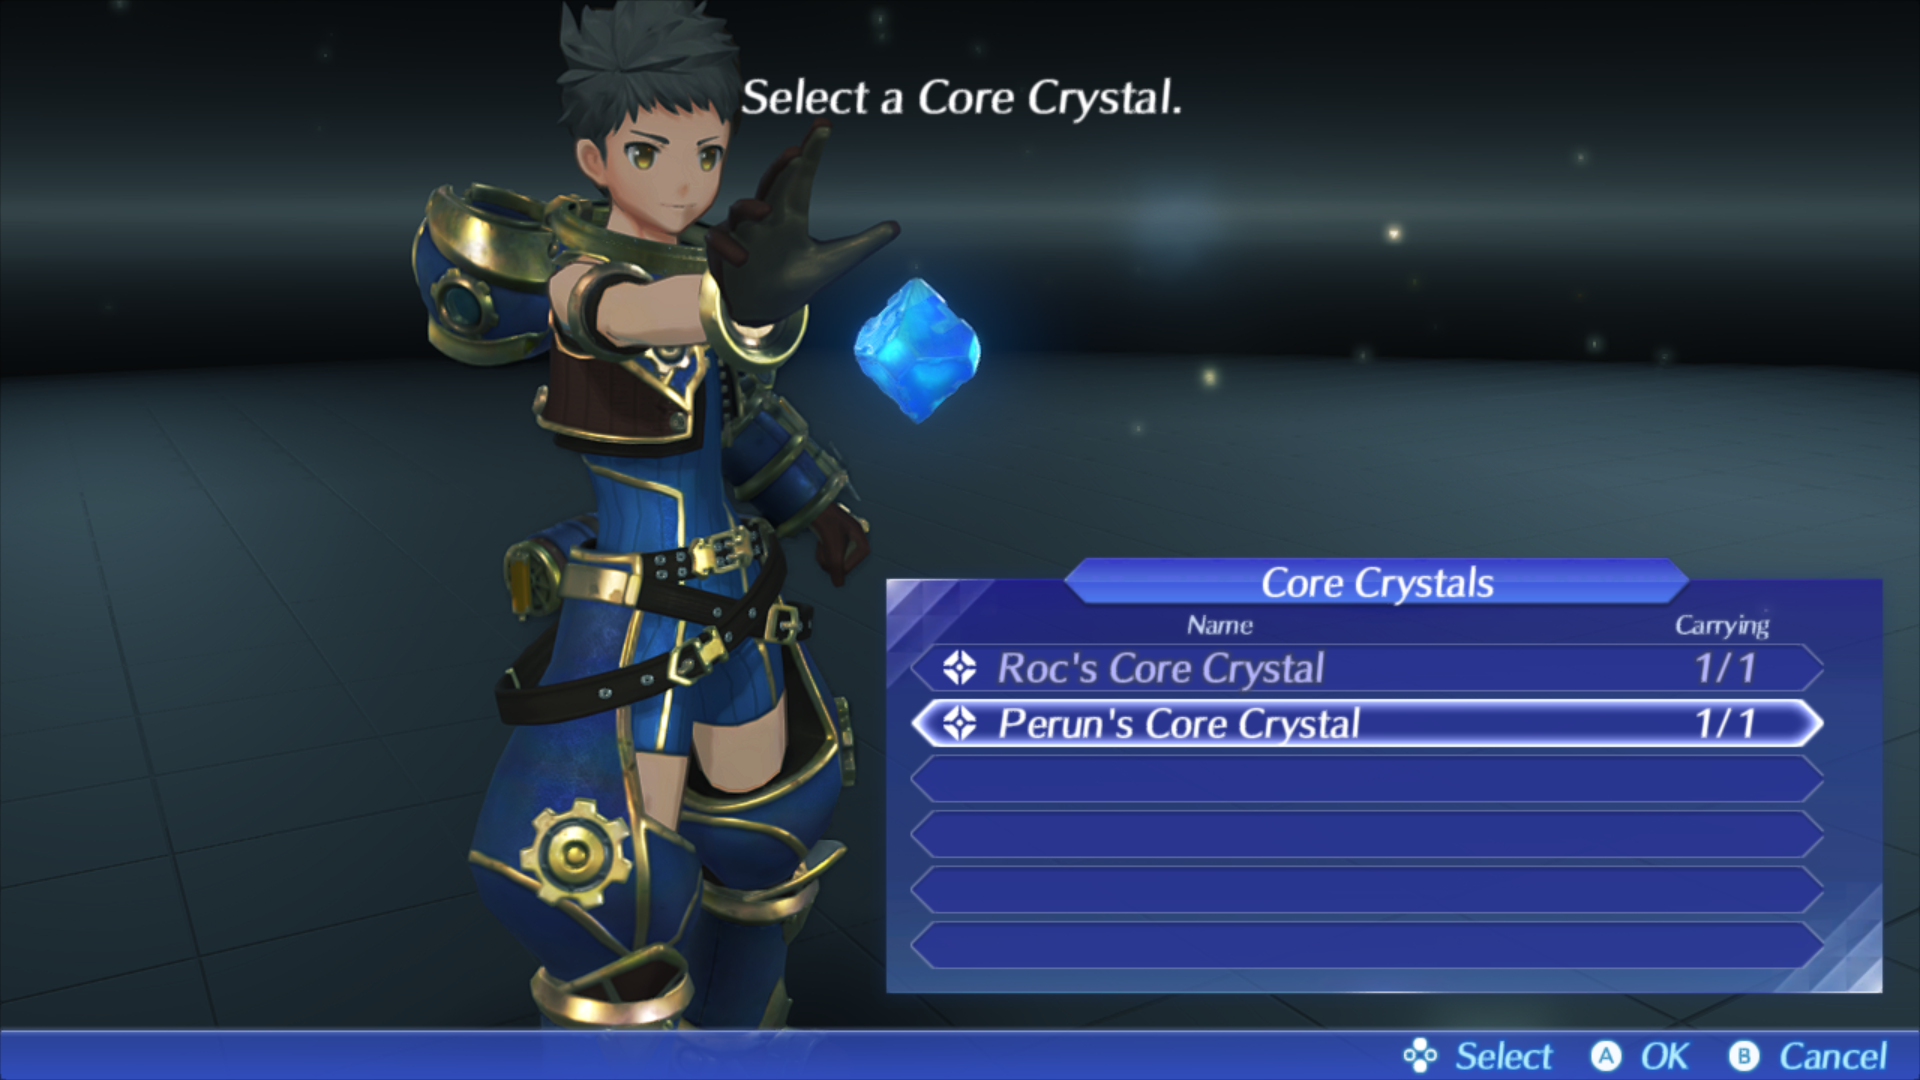 Select a Core Crystal.
Core Crystals
Name Carrying
Roc's Core Crystal 1/1
Perun's Core Crystal 1/1
Select A OK B Cancel